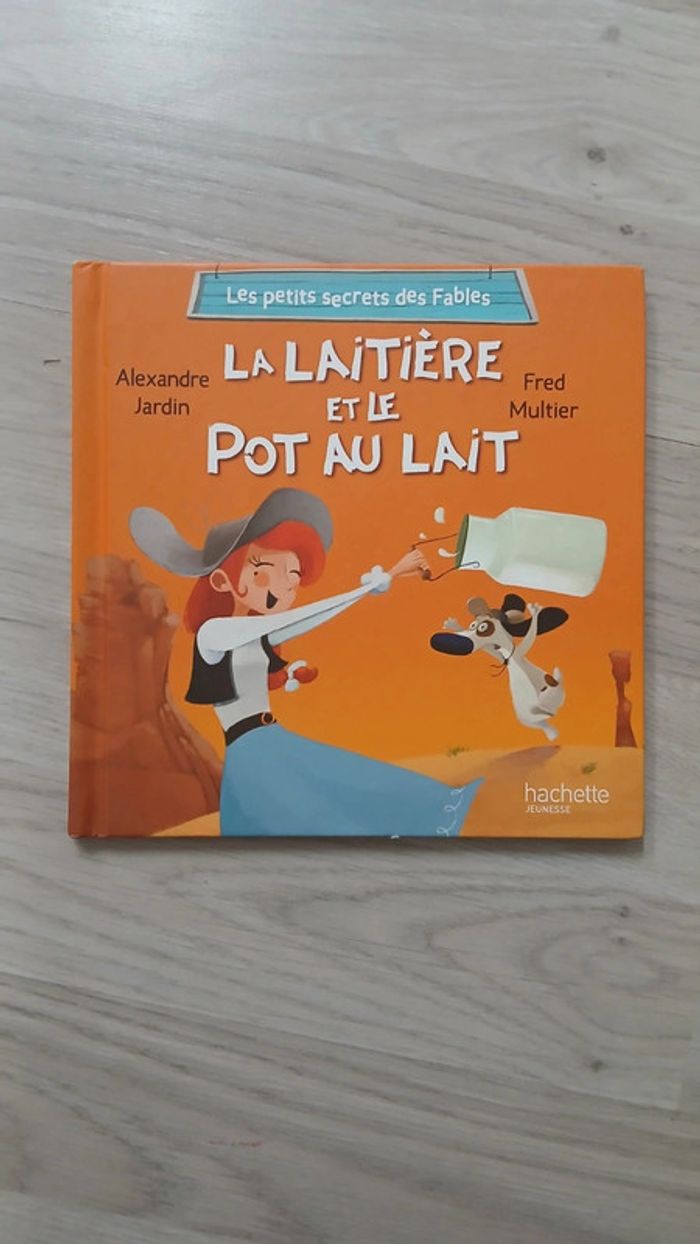 Les petits secrets des Fables
LA LAiTiÈRE
ET LE
POT AU LAiT
Alexandre
Jardin
Fred
Multier
hachette
JEUNESSE